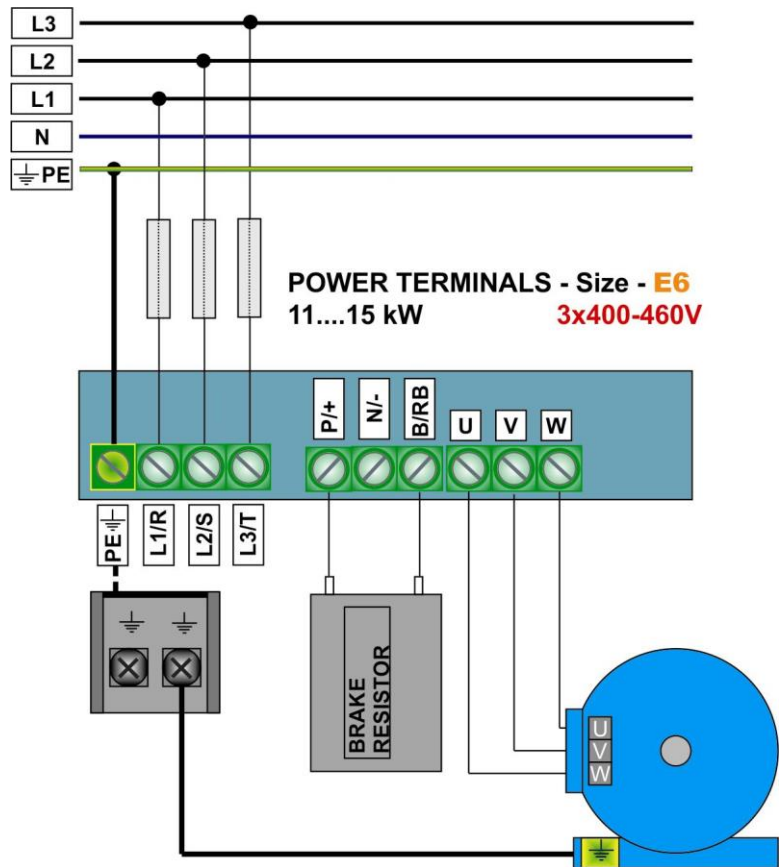 L3
L2
L1
N
⏚ PE
POWER TERMINALS - Size - E6
11....15 kW 3x400-460V
P/+ N/- B/RB U V W
PE⏚ L1/R L2/S L3/T
BRAKE
RESISTOR
U
V
W